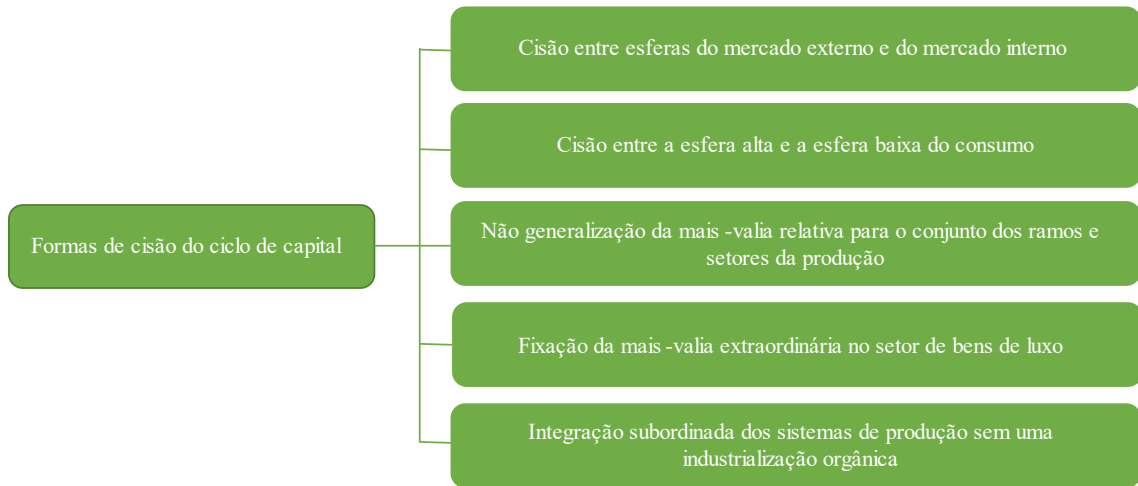 Cisão entre esferas do mercado externo e do mercado interno
Cisão entre a esfera alta e a esfera baixa do consumo
Formas de cisão do ciclo de capital
Não generalização da mais -valia relativa para o conjunto dos ramos e
setores da produção
Fixação da mais -valia extraordinária no setor de bens de luxo
Integração subordinada dos sistemas de produção sem uma
industrialização orgânica